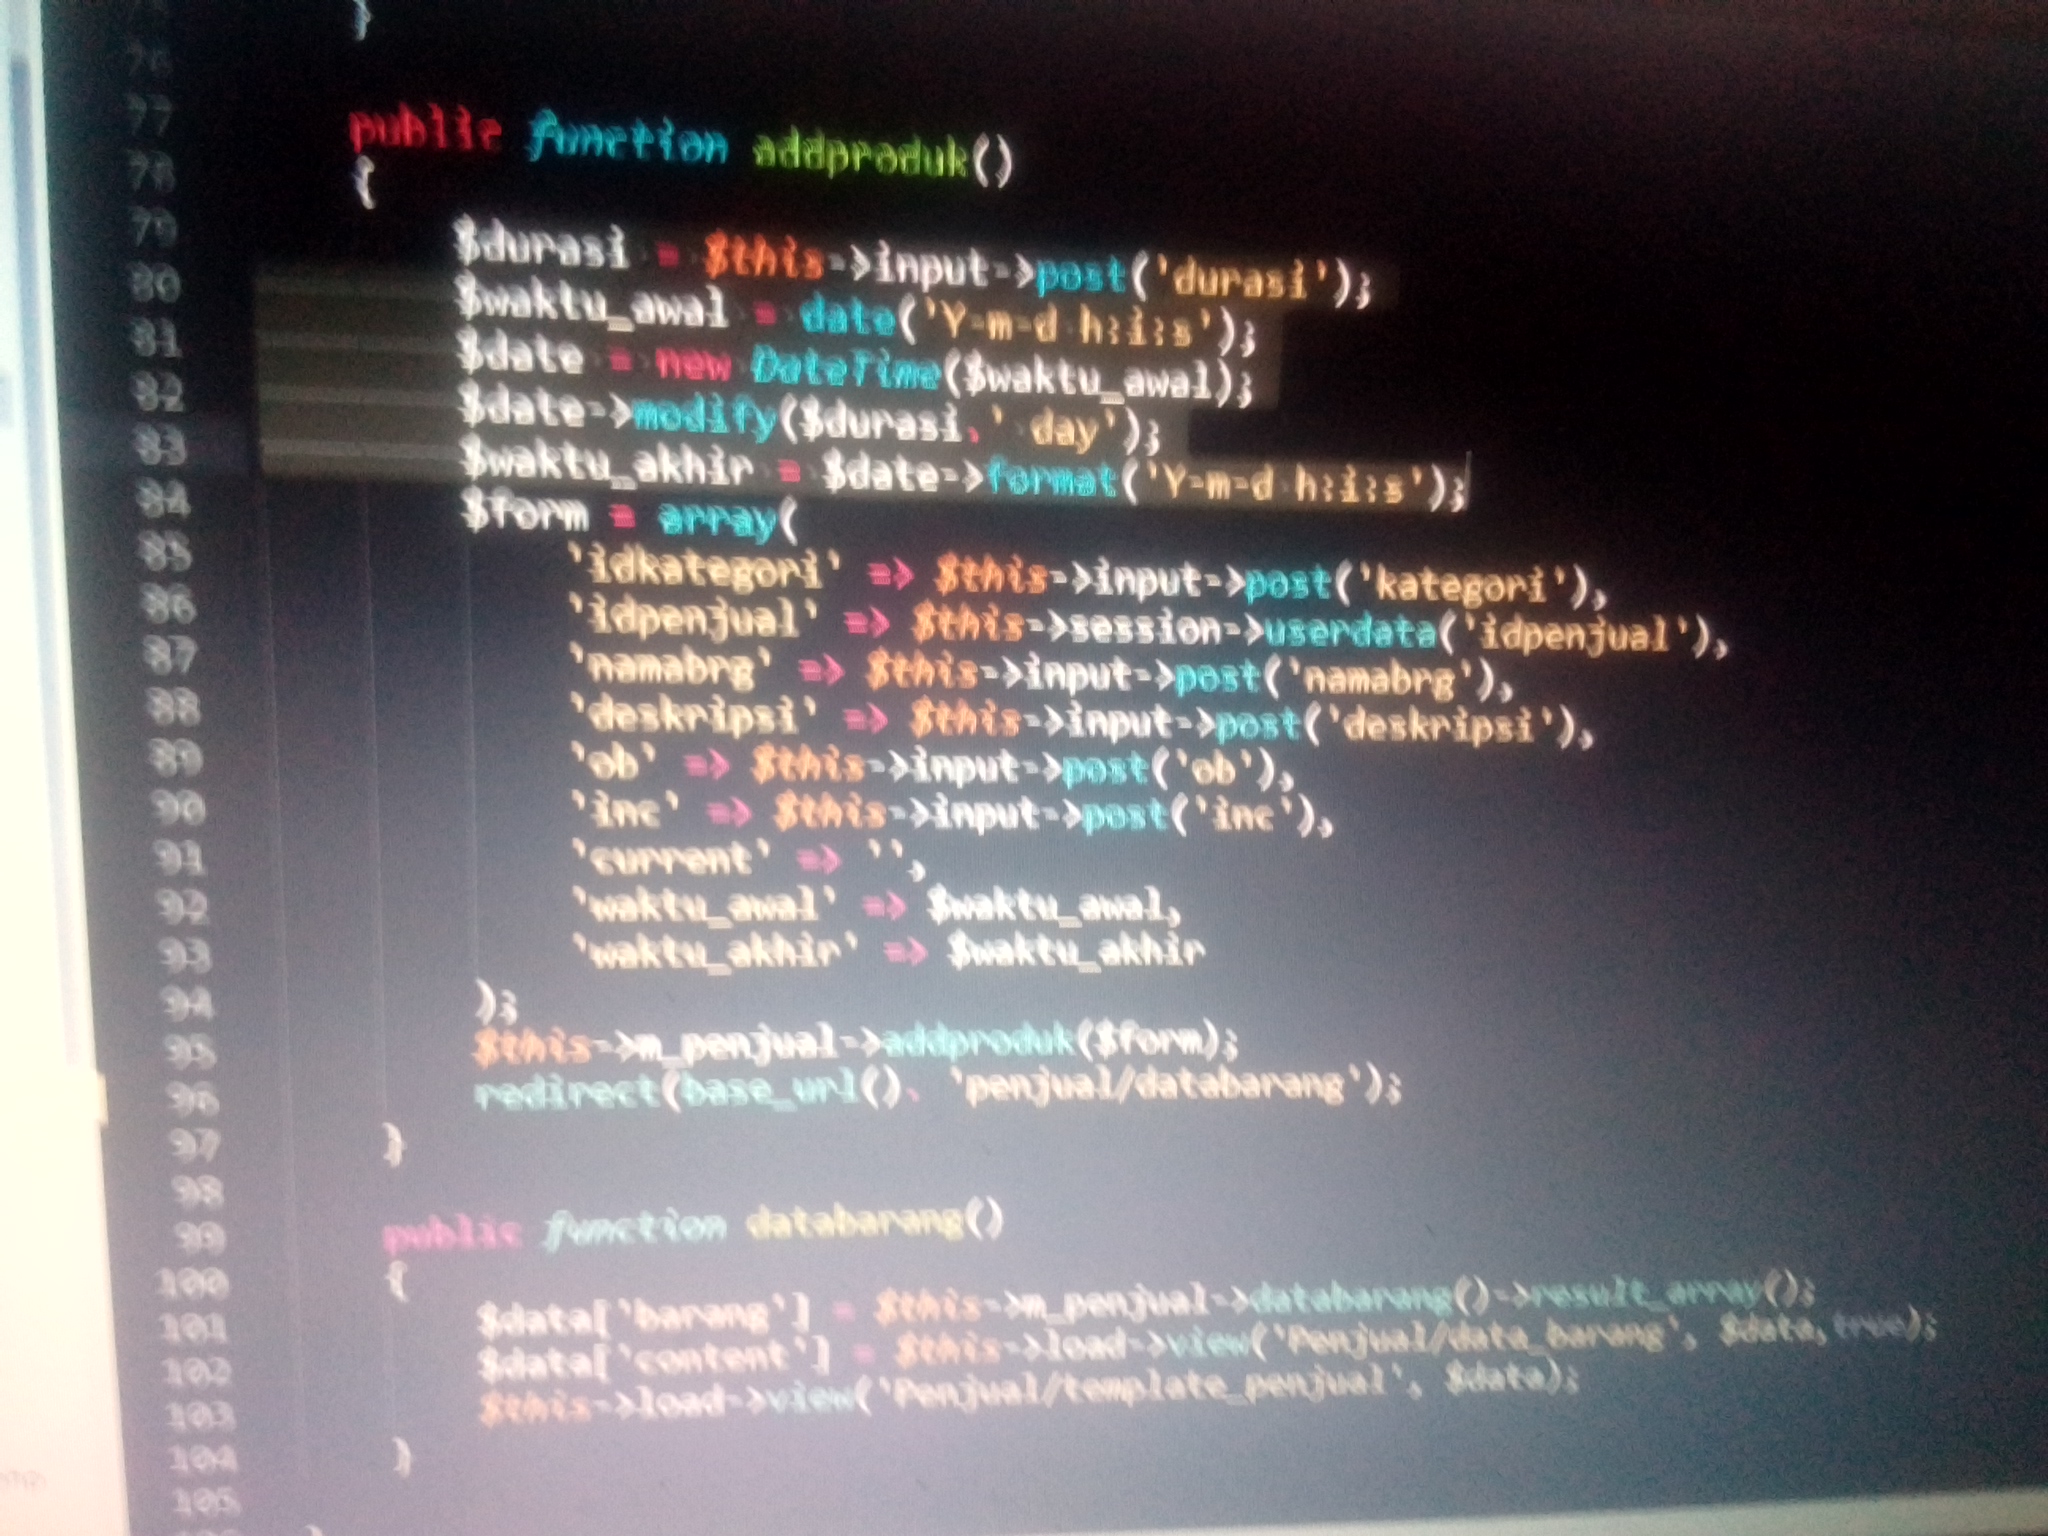 }
76
77 public function addproduk()
78 {
79 $durasi = $this->input->post('durasi');
80 $waktu_awal = date('Y-m-d h:i:s');
81 $date = new DateTime($waktu_awal);
82 $date->modify($durasi.' day');
83 $waktu_akhir = $date->format('Y-m-d h:i:s');
84 $form = array(
85 'idkategori' => $this->input->post('kategori'),
86 'idpenjual' => $this->session->userdata('idpenjual'),
87 'namabrg' => $this->input->post('namabrg'),
88 'deskripsi' => $this->input->post('deskripsi'),
89 'ob' => $this->input->post('ob'),
90 'inc' => $this->input->post('inc'),
91 'current' => '',
92 'waktu_awal' => $waktu_awal,
93 'waktu_akhir' => $waktu_akhir
94 );
95 $this->m_penjual->addproduk($form);
96 redirect(base_url(). 'penjual/databarang');
97 }
98
99 public function databarang()
100 {
101 $data['barang'] = $this->m_penjual->databarang()->result_array();
102 $data['content'] = $this->load->view('Penjual/data_barang', $data,true);
103 $this->load->view('Penjual/template_penjual', $data);
104 }
105